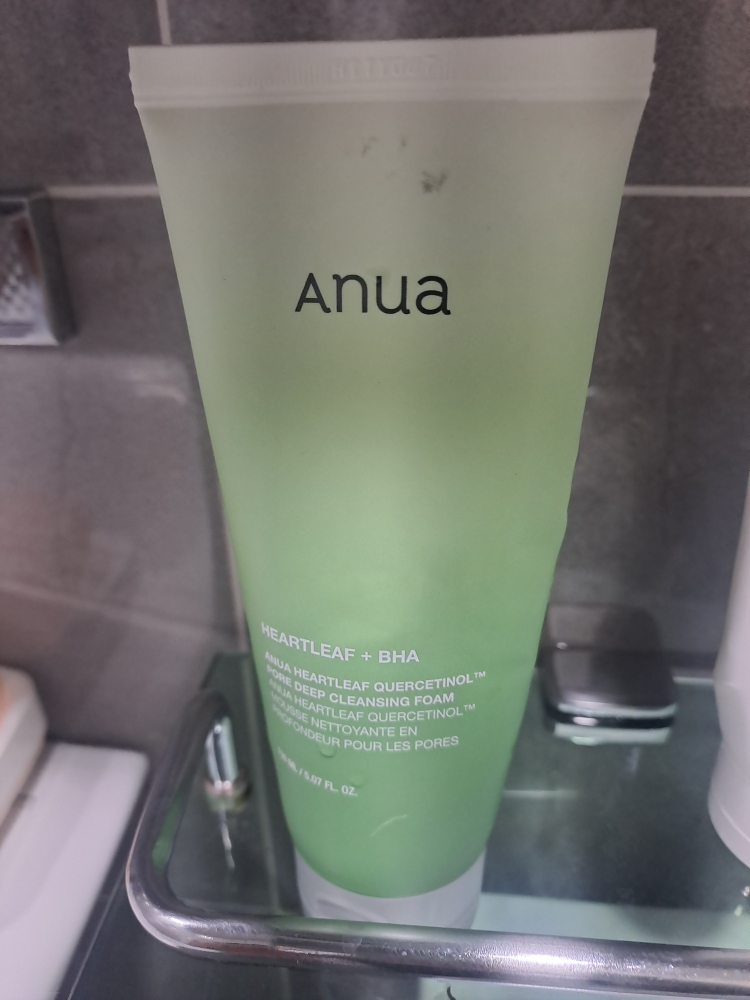 Anua
HEARTLEAF + BHA
ANUA HEARTLEAF QUERCETINOL™
PORE DEEP CLEANSING FOAM
ANUA HEARTLEAF QUERCETINOL™
MOUSSE NETTOYANTE EN
PROFONDEUR POUR LES PORES
ML / 5.07 FL. OZ.